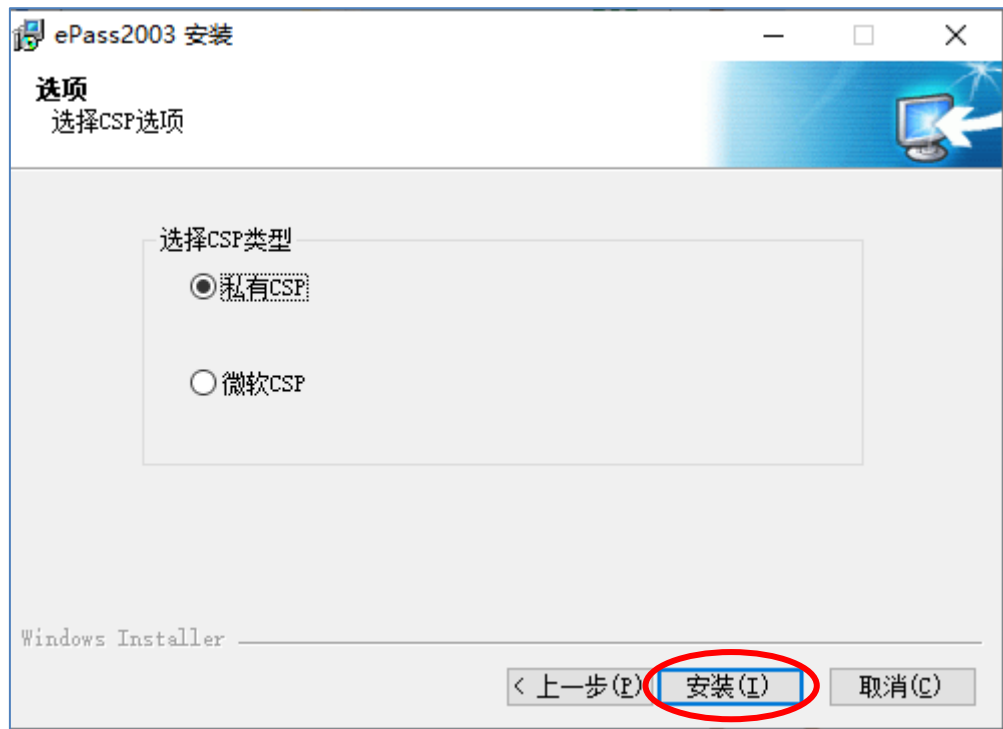 ePass2003 安装
选项
选择CSP选项
选择CSP类型
私有CSP
微软CSP
Windows Installer
< 上一步(P) 安装(I) 取消(C)